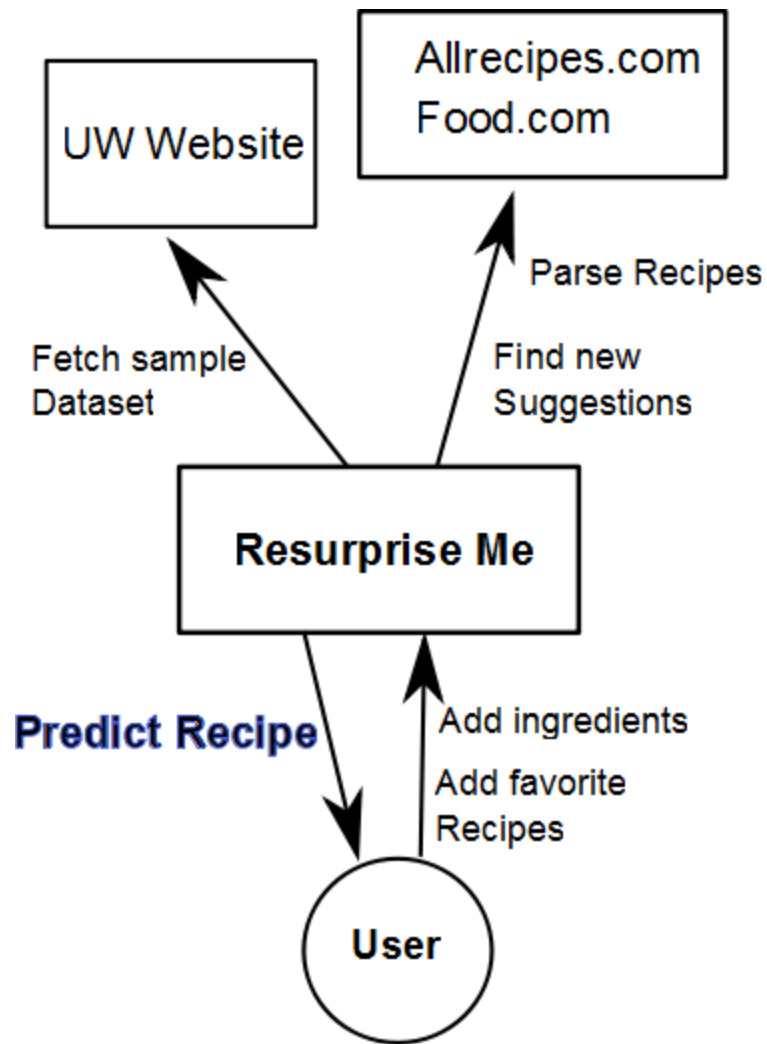 Allrecipes.com
Food.com
UW Website
Parse Recipes
Fetch sample
Dataset
Find new
Suggestions
Resurprise Me
Predict Recipe
Add ingredients
Add favorite
Recipes
User